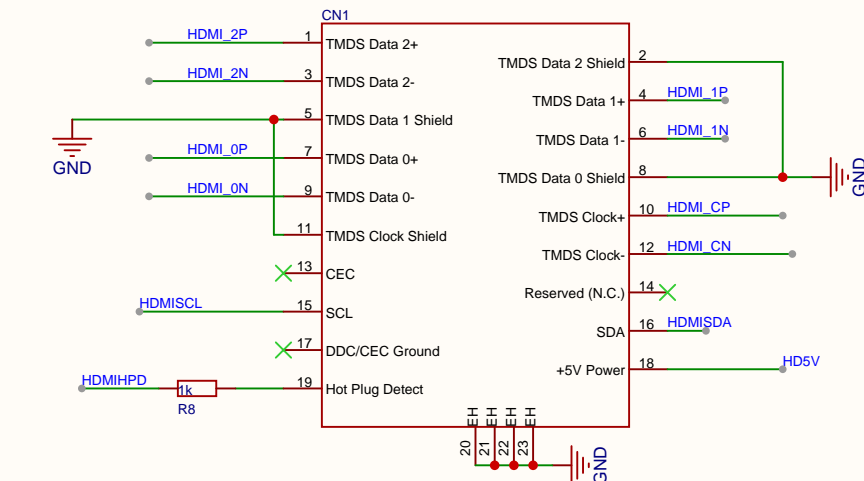 CN1
HDMI_2P 1 TMDS Data 2+
TMDS Data 2 Shield 2
HDMI_2N 3 TMDS Data 2-
TMDS Data 1+ 4 HDMI_1P
5 TMDS Data 1 Shield
TMDS Data 1- 6 HDMI_1N
GND
HDMI_0P 7 TMDS Data 0+
TMDS Data 0 Shield 8
GND
HDMI_0N 9 TMDS Data 0-
TMDS Clock+ 10 HDMI_CP
11 TMDS Clock Shield
TMDS Clock- 12 HDMI_CN
13 CEC
Reserved (N.C.) 14
HDMISCL 15 SCL
SDA 16 HDMISDA
17 DDC/CEC Ground
+5V Power 18 HD5V
HDMIHPD 1k 19 Hot Plug Detect
R8
EH EH EH EH
20 21 22 23
GND